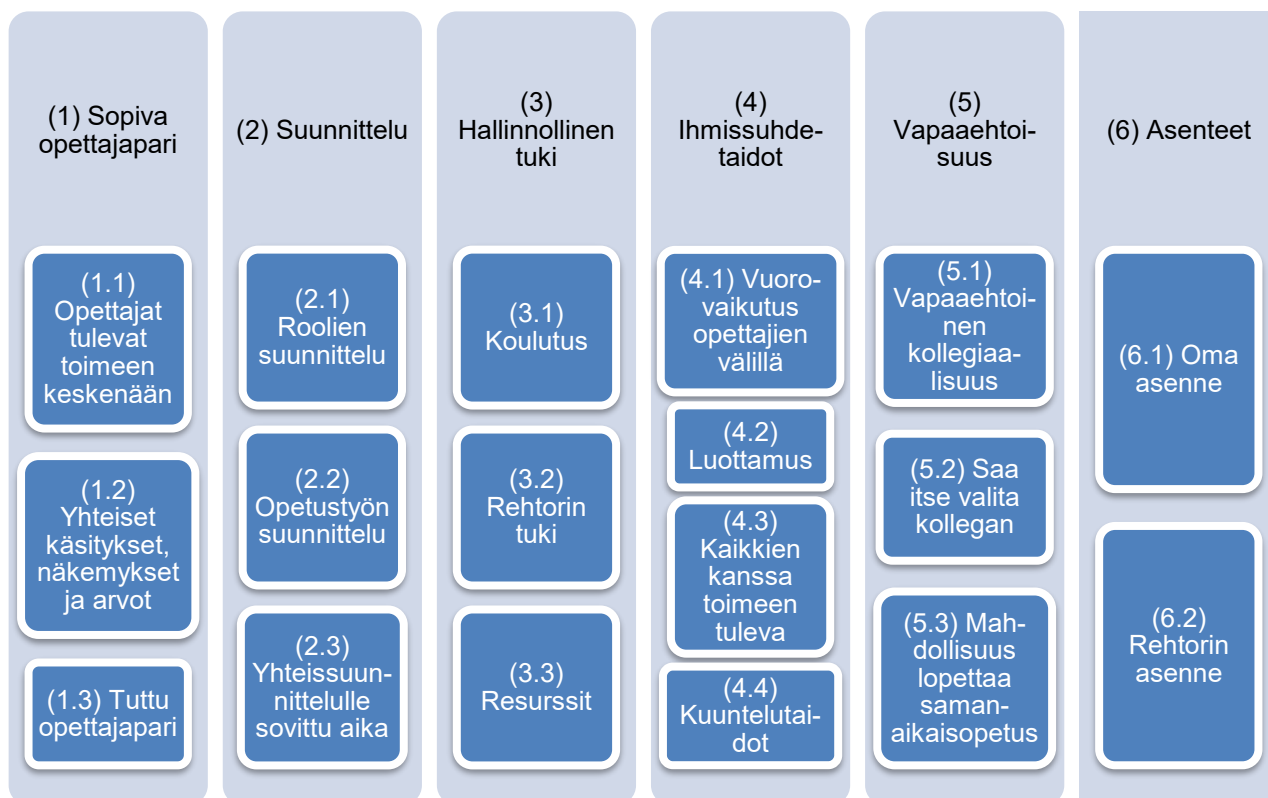 (1) Sopiva
opettajapari
(1.1)
Opettajat
tulevat
toimeen
keskenään
(1.2)
Yhteiset
käsitykset,
näkemykset
ja arvot
(1.3) Tuttu
opettajapari
(2) Suunnittelu
(2.1)
Roolien
suunnittelu
(2.2)
Opetustyön
suunnittelu
(2.3)
Yhteissuun-
nittelulle
sovittu aika
(3)
Hallinnollinen
tuki
(3.1)
Koulutus
(3.2)
Rehtorin
tuki
(3.3)
Resurssit
(4)
Ihmissuhde-
taidot
(4.1) Vuoro-
vaikutus
opettajien
välillä
(4.2)
Luottamus
(4.3)
Kaikkien
kanssa
toimeen
tuleva
(4.4)
Kuuntelutai-
dot
(5)
Vapaaehtoi-
suus
(5.1)
Vapaaehtoi-
nen
kollegiaa-
lisuus
(5.2) Saa
itse valita
kollegan
(5.3) Mah-
dollisuus
lopettaa
saman-
aikaisopetus
(6) Asenteet
(6.1) Oma
asenne
(6.2)
Rehtorin
asenne